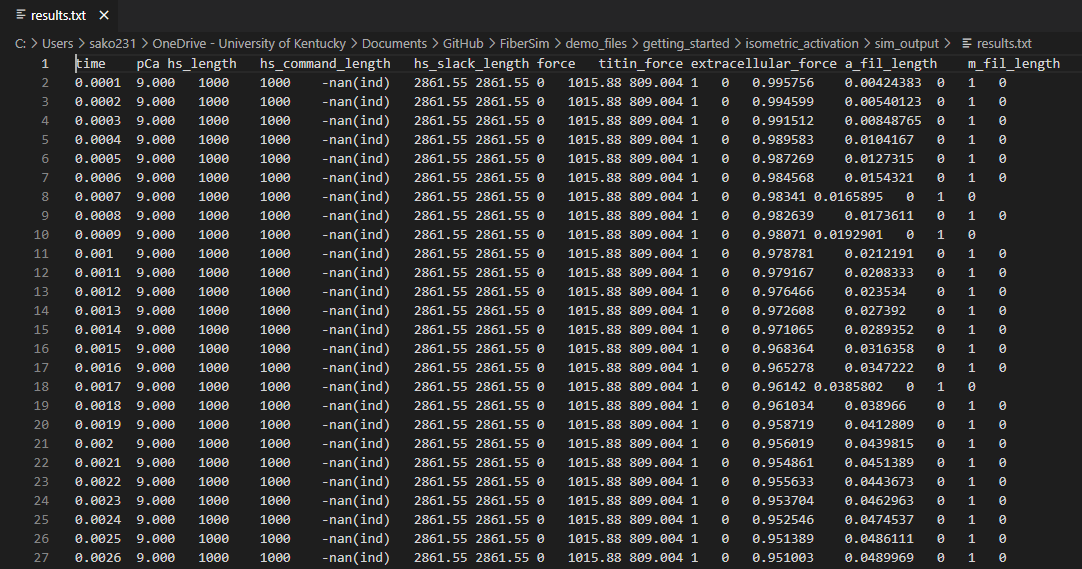 results.txt ×
C: > Users > sako231 > OneDrive - University of Kentucky > Documents > GitHub > FiberSim > demo_files > getting_started > isometric_activation > sim_output > results.txt
1 time pCa hs_length hs_command_length hs_slack_length force titin_force extracellular_force a_fil_length m_fil_length
2 0.0001 9.000 1000 1000 -nan(ind) 2861.55 2861.55 0 1015.88 809.004 1 0 0.995756 0.00424383 0 1 0
3 0.0002 9.000 1000 1000 -nan(ind) 2861.55 2861.55 0 1015.88 809.004 1 0 0.994599 0.00540123 0 1 0
4 0.0003 9.000 1000 1000 -nan(ind) 2861.55 2861.55 0 1015.88 809.004 1 0 0.991512 0.00848765 0 1 0
5 0.0004 9.000 1000 1000 -nan(ind) 2861.55 2861.55 0 1015.88 809.004 1 0 0.989583 0.0104167 0 1 0
6 0.0005 9.000 1000 1000 -nan(ind) 2861.55 2861.55 0 1015.88 809.004 1 0 0.987269 0.0127315 0 1 0
7 0.0006 9.000 1000 1000 -nan(ind) 2861.55 2861.55 0 1015.88 809.004 1 0 0.984568 0.0154321 0 1 0
8 0.0007 9.000 1000 1000 -nan(ind) 2861.55 2861.55 0 1015.88 809.004 1 0 0.98341 0.0165895 0 1 0
9 0.0008 9.000 1000 1000 -nan(ind) 2861.55 2861.55 0 1015.88 809.004 1 0 0.982639 0.0173611 0 1 0
10 0.0009 9.000 1000 1000 -nan(ind) 2861.55 2861.55 0 1015.88 809.004 1 0 0.98071 0.0192901 0 1 0
11 0.001 9.000 1000 1000 -nan(ind) 2861.55 2861.55 0 1015.88 809.004 1 0 0.978781 0.0212191 0 1 0
12 0.0011 9.000 1000 1000 -nan(ind) 2861.55 2861.55 0 1015.88 809.004 1 0 0.979167 0.0208333 0 1 0
13 0.0012 9.000 1000 1000 -nan(ind) 2861.55 2861.55 0 1015.88 809.004 1 0 0.976466 0.023534 0 1 0
14 0.0013 9.000 1000 1000 -nan(ind) 2861.55 2861.55 0 1015.88 809.004 1 0 0.972608 0.027392 0 1 0
15 0.0014 9.000 1000 1000 -nan(ind) 2861.55 2861.55 0 1015.88 809.004 1 0 0.971065 0.0289352 0 1 0
16 0.0015 9.000 1000 1000 -nan(ind) 2861.55 2861.55 0 1015.88 809.004 1 0 0.968364 0.0316358 0 1 0
17 0.0016 9.000 1000 1000 -nan(ind) 2861.55 2861.55 0 1015.88 809.004 1 0 0.965278 0.0347222 0 1 0
18 0.0017 9.000 1000 1000 -nan(ind) 2861.55 2861.55 0 1015.88 809.004 1 0 0.96142 0.0385802 0 1 0
19 0.0018 9.000 1000 1000 -nan(ind) 2861.55 2861.55 0 1015.88 809.004 1 0 0.961034 0.038966 0 1 0
20 0.0019 9.000 1000 1000 -nan(ind) 2861.55 2861.55 0 1015.88 809.004 1 0 0.958719 0.0412809 0 1 0
21 0.002 9.000 1000 1000 -nan(ind) 2861.55 2861.55 0 1015.88 809.004 1 0 0.956019 0.0439815 0 1 0
22 0.0021 9.000 1000 1000 -nan(ind) 2861.55 2861.55 0 1015.88 809.004 1 0 0.954861 0.0451389 0 1 0
23 0.0022 9.000 1000 1000 -nan(ind) 2861.55 2861.55 0 1015.88 809.004 1 0 0.955633 0.0443673 0 1 0
24 0.0023 9.000 1000 1000 -nan(ind) 2861.55 2861.55 0 1015.88 809.004 1 0 0.953704 0.0462963 0 1 0
25 0.0024 9.000 1000 1000 -nan(ind) 2861.55 2861.55 0 1015.88 809.004 1 0 0.952546 0.0474537 0 1 0
26 0.0025 9.000 1000 1000 -nan(ind) 2861.55 2861.55 0 1015.88 809.004 1 0 0.951389 0.0486111 0 1 0
27 0.0026 9.000 1000 1000 -nan(ind) 2861.55 2861.55 0 1015.88 809.004 1 0 0.951003 0.0489969 0 1 0